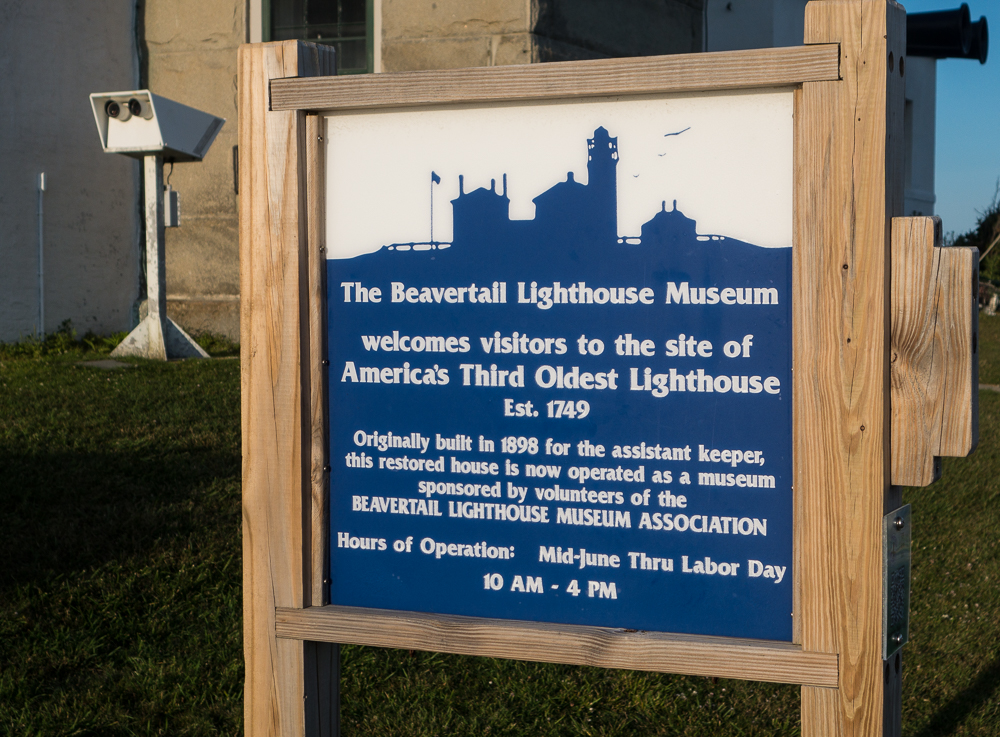 The Beavertail Lighthouse Museum
welcomes visitors to the site of
America's Third Oldest Lighthouse
Est. 1749
Originally built in 1898 for the assistant keeper,
this restored house is now operated as a museum
sponsored by volunteers of the
BEAVERTAIL LIGHTHOUSE MUSEUM ASSOCIATION
Hours of Operation: Mid-June Thru Labor Day
10 AM - 4 PM